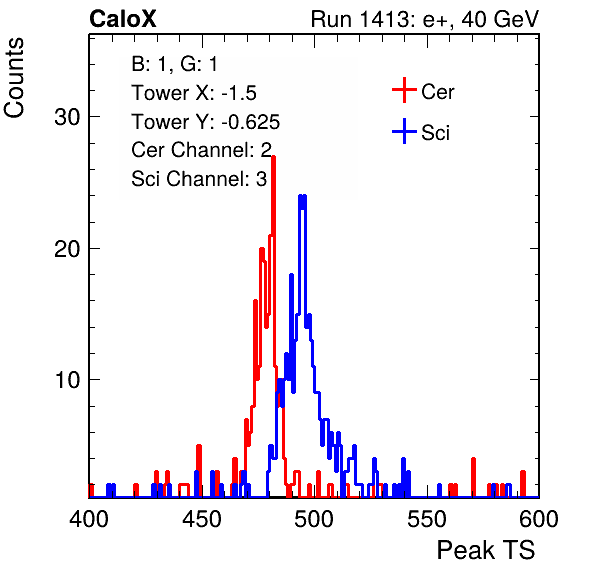 CaloX Run 1413: e+, 40 GeV
Counts
B: 1, G: 1
Tower X: -1.5
Tower Y: -0.625
Cer Channel: 2
Sci Channel: 3
Cer
Sci
30
20
10
400 450 500 550 600
Peak TS